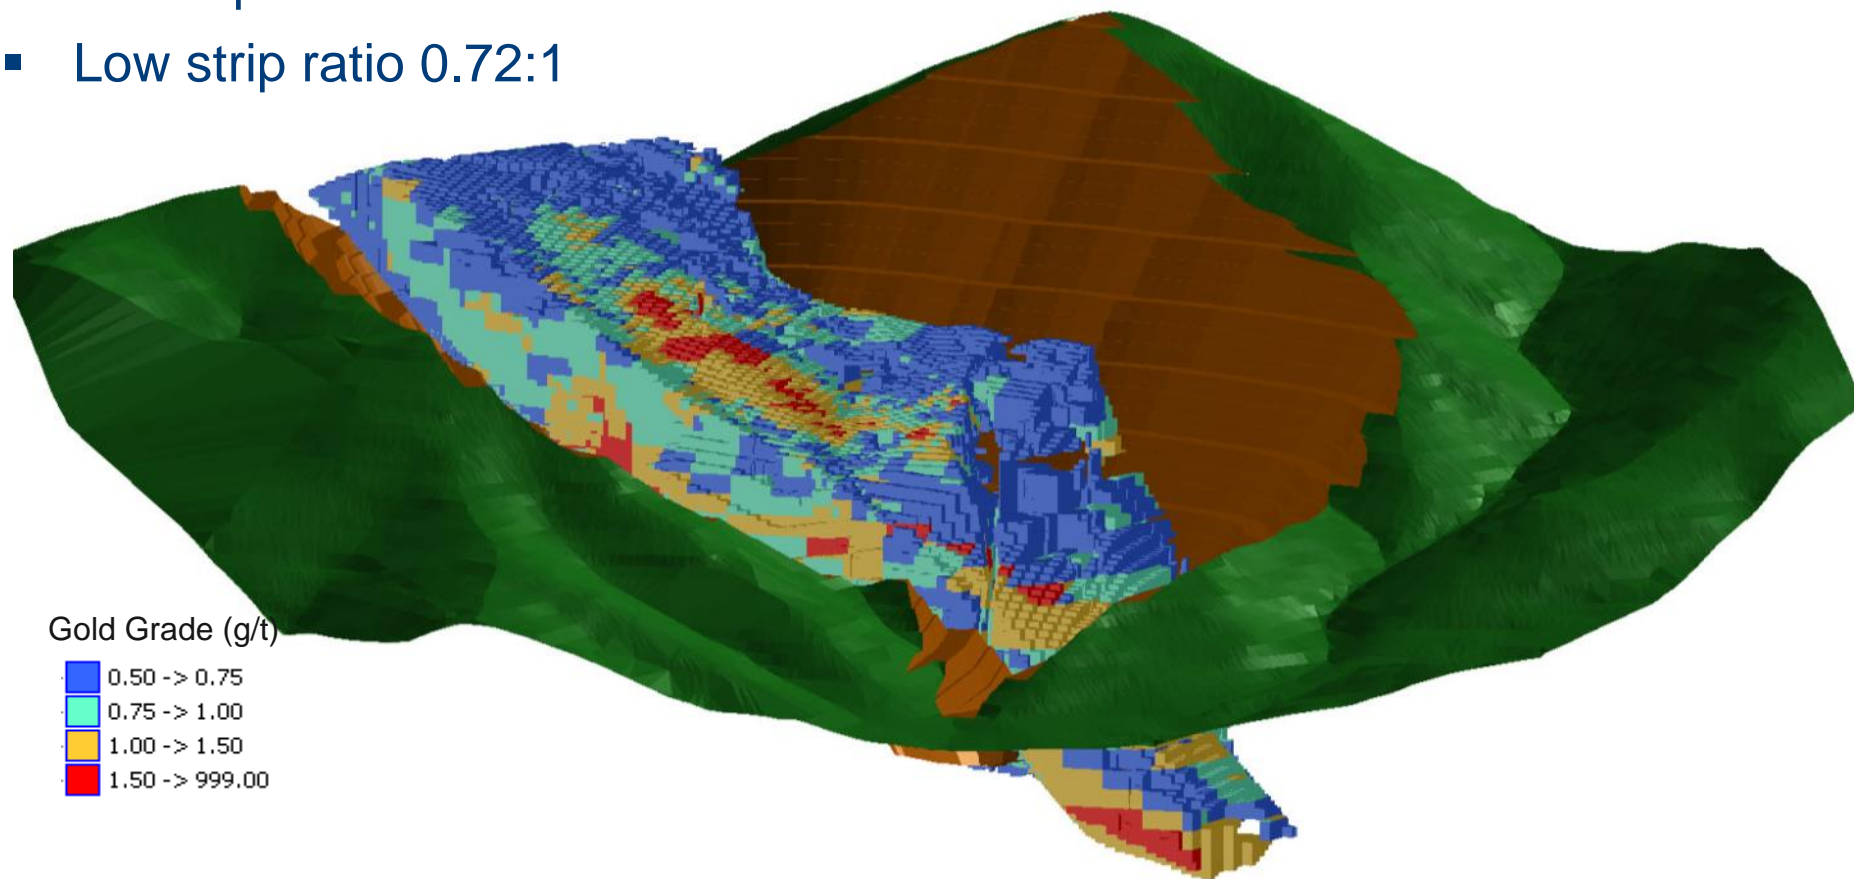 ▪ Low strip ratio 0.72:1
Gold Grade (g/t)
0.50 -> 0.75
0.75 -> 1.00
1.00 -> 1.50
1.50 -> 999.00